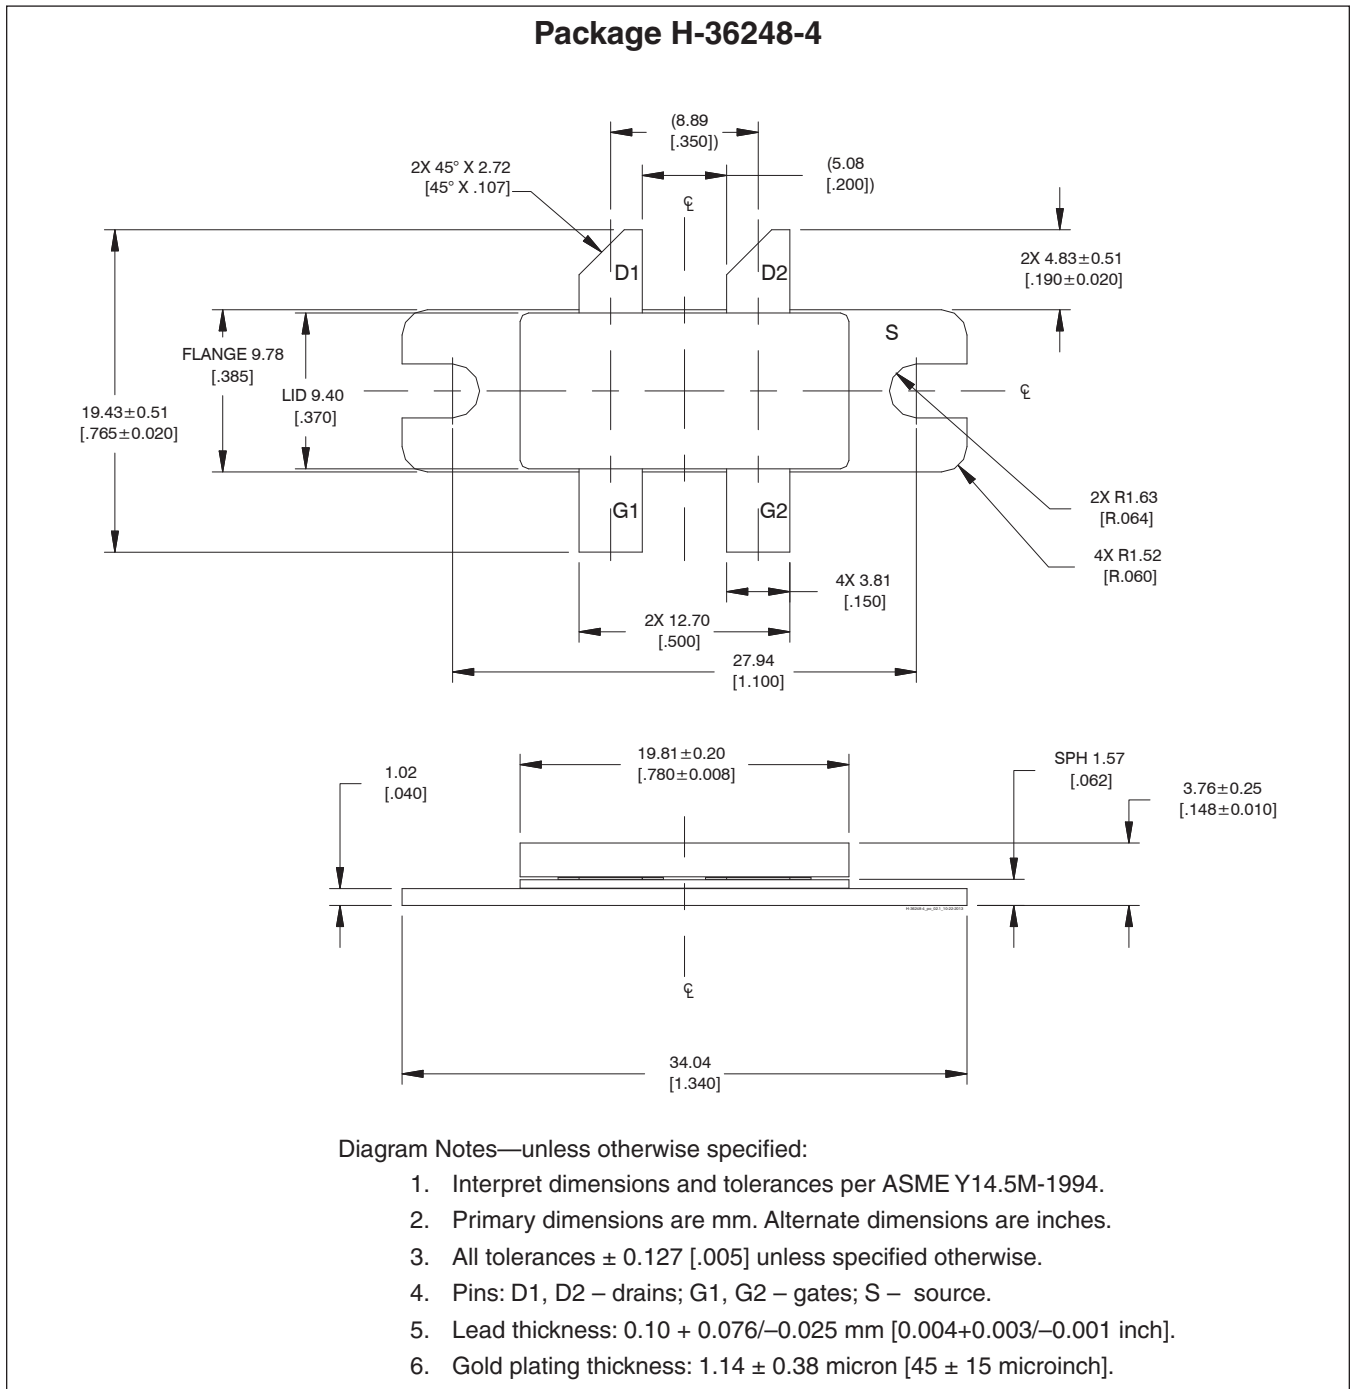 Package H-36248-4
(8.89
[.350])
2X 45° X 2.72
[45° X .107]
(5.08
[.200])
℄
D1
D2
2X 4.83±0.51
[.190±0.020]
S
FLANGE 9.78
[.385]
LID 9.40
[.370]
℄
19.43±0.51
[.765±0.020]
G1
G2
2X R1.63
[R.064]
4X R1.52
[R.060]
4X 3.81
[.150]
2X 12.70
[.500]
27.94
[1.100]
19.81±0.20
[.780±0.008]
SPH 1.57
[.062]
1.02
[.040]
3.76±0.25
[.148±0.010]
℄
34.04
[1.340]
Diagram Notes—unless otherwise specified:
1. Interpret dimensions and tolerances per ASME Y14.5M-1994.
2. Primary dimensions are mm. Alternate dimensions are inches.
3. All tolerances ± 0.127 [.005] unless specified otherwise.
4. Pins: D1, D2 – drains; G1, G2 – gates; S – source.
5. Lead thickness: 0.10 + 0.076/–0.025 mm [0.004+0.003/–0.001 inch].
6. Gold plating thickness: 1.14 ± 0.38 micron [45 ± 15 microinch].